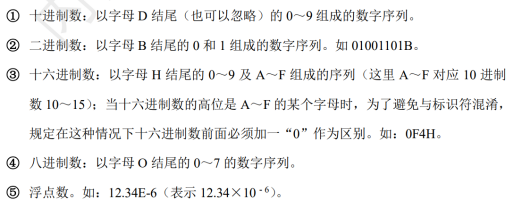 ① 十进制数：以字母 D 结尾（也可以忽略）的 0～9 组成的数字序列。
② 二进制数：以字母 B 结尾的 0 和 1 组成的数字序列。如 01001101B。
③ 十六进制数：以字母 H 结尾的 0～9 及 A～F 组成的序列（这里 A～F 对应 10 进制
数 10～15）；当十六进制数的高位是 A～F 的某个字母时，为了避免与标识符混淆，
规定在这种情况下十六进制数前面必须加一“0”作为区别。如：0F4H。
④ 八进制数：以字母 O 结尾的 0～7 的数字序列。
⑤ 浮点数。如：12.34E-6（表示 12.34×10⁻⁶）。